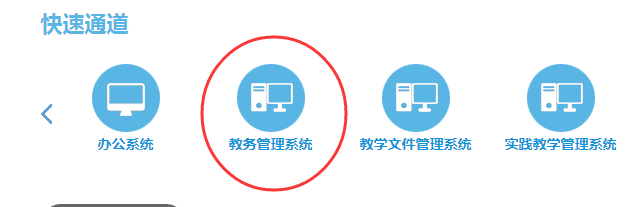 快速通道
办公系统
教务管理系统
教学文件管理系统
实践教学管理系统